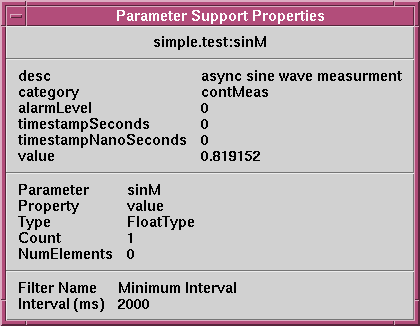 Parameter Support Properties
simple.test:sinM
desc async sine wave measurment
category contMeas
alarmLevel 0
timestampSeconds 0
timestampNanoSeconds 0
value 0.819152
Parameter sinM
Property value
Type FloatType
Count 1
NumElements 0
Filter Name Minimum Interval
Interval (ms) 2000